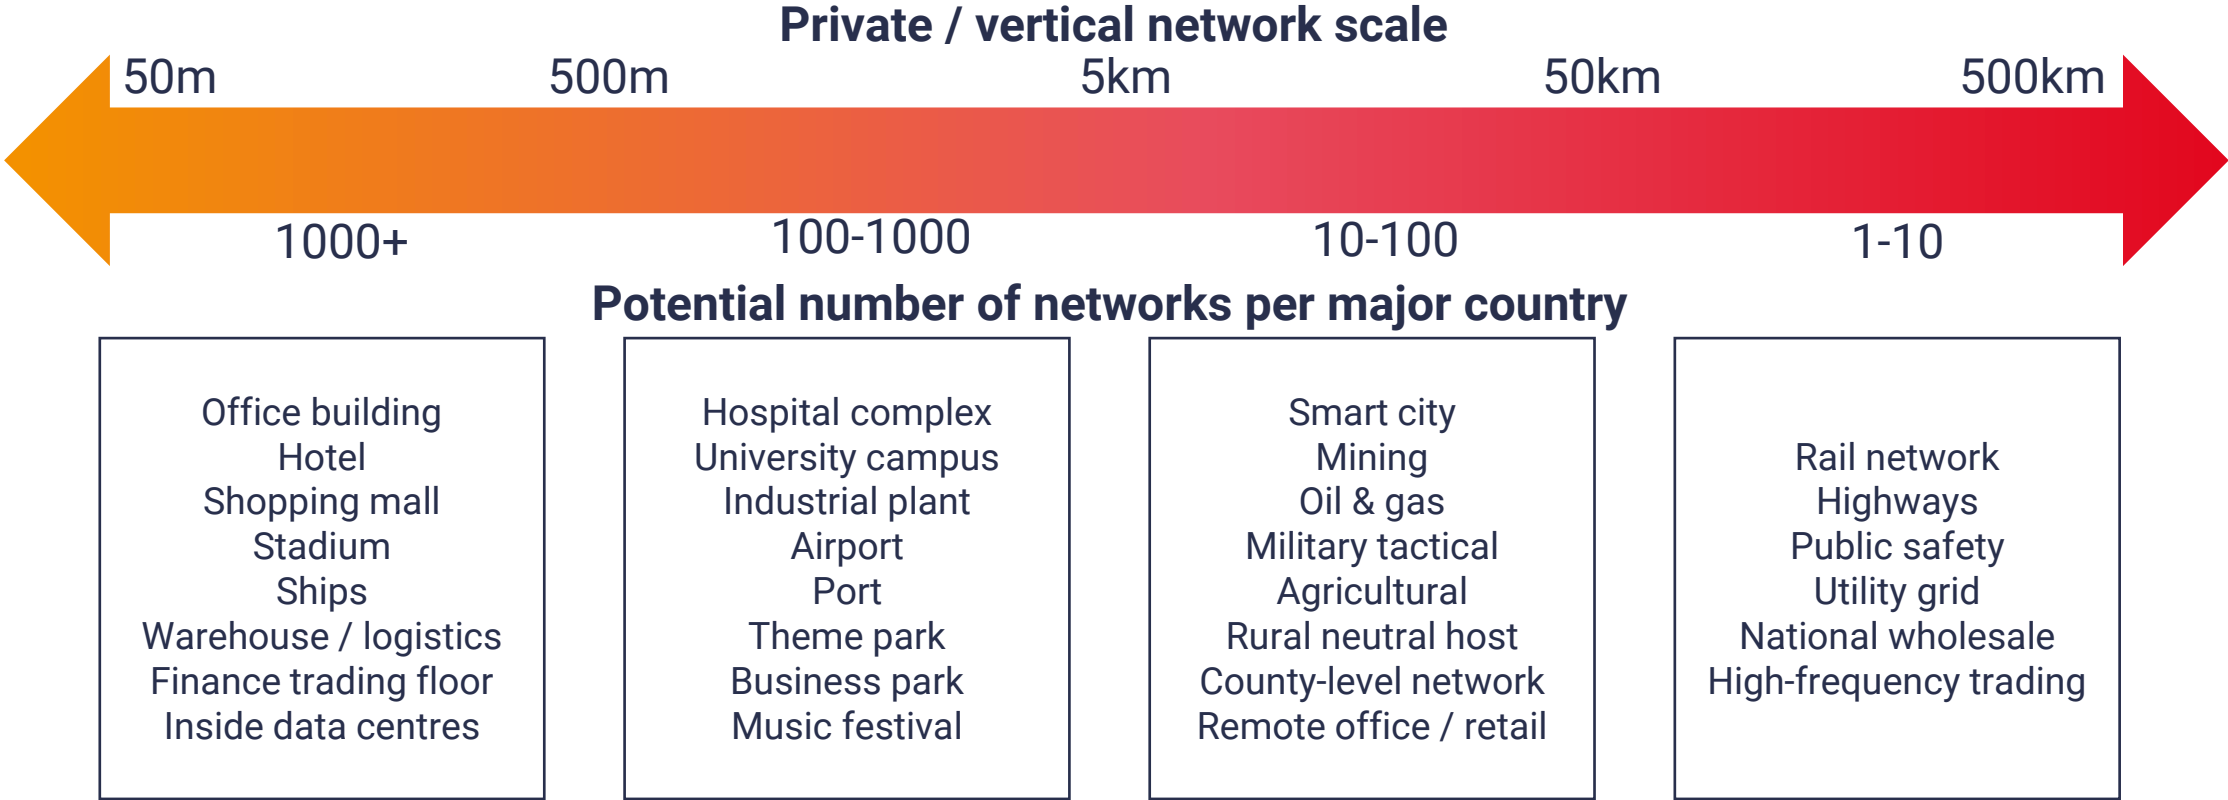 Private / vertical network scale
50m 500m 5km 50km 500km
1000+ 100-1000 10-100 1-10
Potential number of networks per major country
Office building
Hotel
Shopping mall
Stadium
Ships
Warehouse / logistics
Finance trading floor
Inside data centres
Hospital complex
University campus
Industrial plant
Airport
Port
Theme park
Business park
Music festival
Smart city
Mining
Oil & gas
Military tactical
Agricultural
Rural neutral host
County-level network
Remote office / retail
Rail network
Highways
Public safety
Utility grid
National wholesale
High-frequency trading